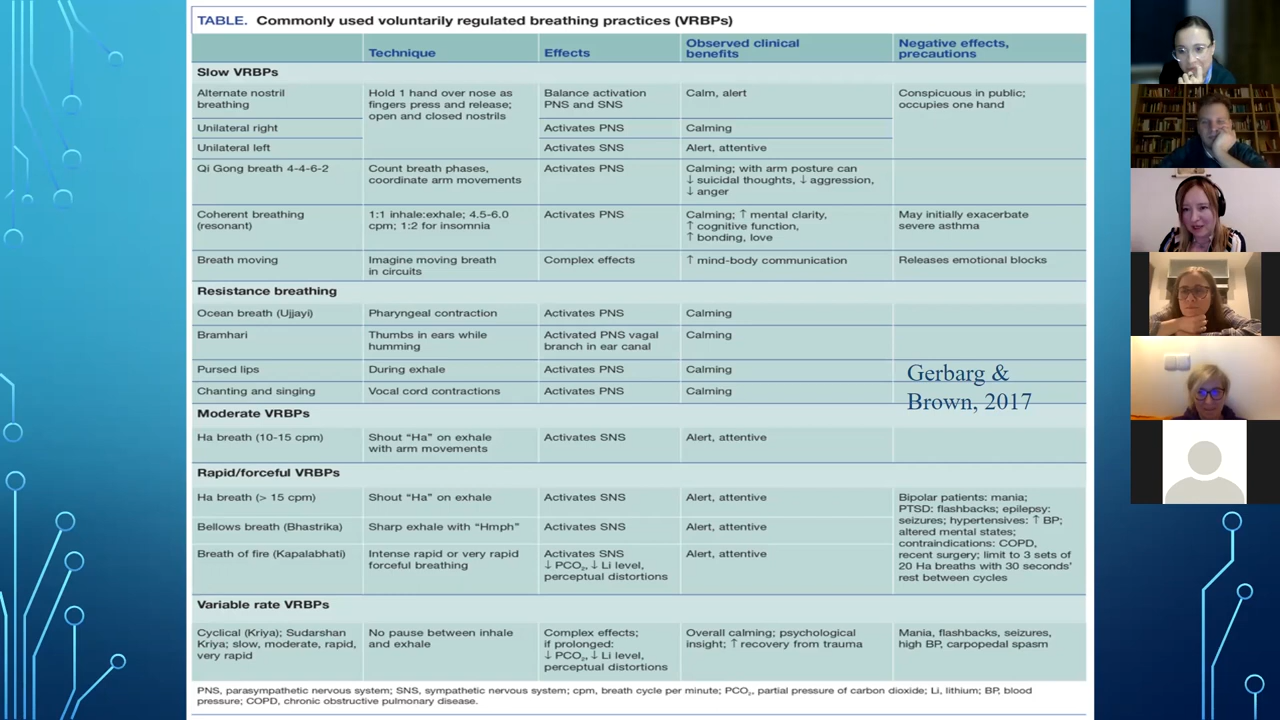 TABLE. Commonly used voluntarily regulated breathing practices (VRBPs)
Technique
Effects
Observed clinical
benefits
Negative effects,
precautions
Slow VRBPs
Alternate nostril
breathing
Hold 1 hand over nose as
fingers press and release;
open and closed nostrils
Balance activation
PNS and SNS
Calm, alert
Conspicuous in public;
occupies one hand
Unilateral right
Activates PNS
Calming
Unilateral left
Activates SNS
Alert, attentive
Qi Gong breath 4-4-6-2
Count breath phases,
coordinate arm movements
Activates PNS
Calming; with arm posture can
↓ suicidal thoughts, ↓ aggression,
↓ anger
Coherent breathing
(resonant)
1:1 inhale:exhale; 4.5-6.0
cpm; 1:2 for insomnia
Activates PNS
Calming; ↑ mental clarity,
↑ cognitive function,
↑ bonding, love
May initially exacerbate
severe asthma
Breath moving
Imagine moving breath
in circuits
Complex effects
↑ mind-body communication
Releases emotional blocks
Resistance breathing
Ocean breath (Ujjayi)
Pharyngeal contraction
Activates PNS
Calming
Bramhari
Thumbs in ears while
humming
Activated PNS vagal
branch in ear canal
Calming
Pursed lips
During exhale
Activates PNS
Calming
Chanting and singing
Vocal cord contractions
Activates PNS
Calming
Gerbarg &
Brown, 2017
Moderate VRBPs
Ha breath (10-15 cpm)
Shout “Ha” on exhale
with arm movements
Activates SNS
Alert, attentive
Rapid/forceful VRBPs
Ha breath (> 15 cpm)
Shout “Ha” on exhale
Activates SNS
Alert, attentive
Bipolar patients: mania;
PTSD: flashbacks; epilepsy:
seizures; hypertensives: ↑ BP;
altered mental states;
contraindications: COPD,
recent surgery; limit to 3 sets of
20 Ha breaths with 30 seconds’
rest between cycles
Bellows breath (Bhastrika)
Sharp exhale with “Hmph”
Activates SNS
Alert, attentive
Breath of fire (Kapalabhati)
Intense rapid or very rapid
forceful breathing
Activates SNS
↓ PCO₂, ↓ Li level,
perceptual distortions
Alert, attentive
Variable rate VRBPs
Cyclical (Kriya); Sudarshan
Kriya; slow, moderate, rapid,
very rapid
No pause between inhale
and exhale
Complex effects;
if prolonged:
↓ PCO₂, ↓ Li level,
perceptual distortions
Overall calming; psychological
insight; ↑ recovery from trauma
Mania, flashbacks, seizures,
high BP, carpopedal spasm
PNS, parasympathetic nervous system; SNS, sympathetic nervous system; cpm, breath cycle per minute; PCO₂, partial pressure of carbon dioxide; Li, lithium; BP, blood
pressure; COPD, chronic obstructive pulmonary disease.